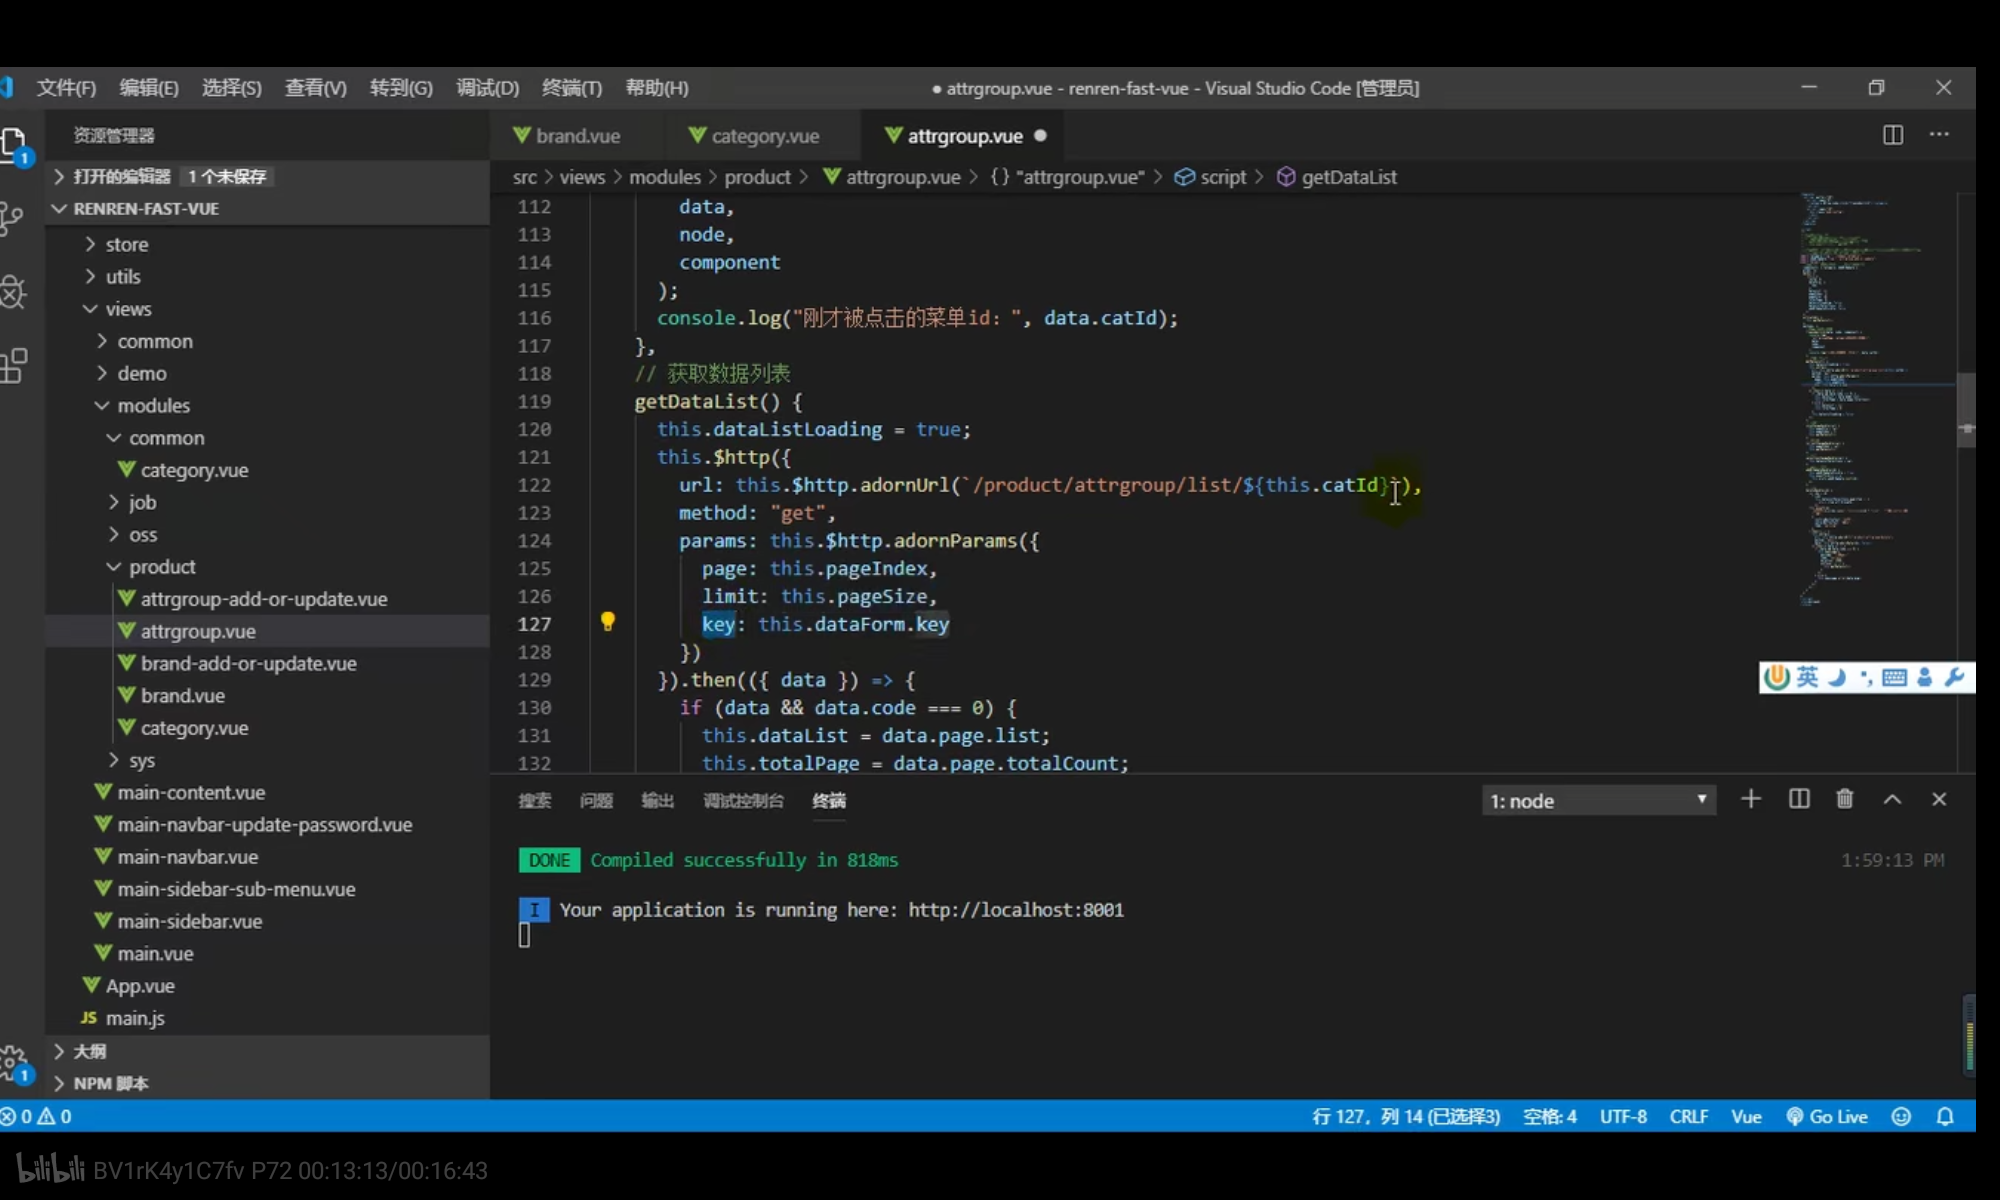 文件(F) 编辑(E) 选择(S) 查看(V) 转到(G) 调试(D) 终端(T) 帮助(H) ● attrgroup.vue - renren-fast-vue - Visual Studio Code [管理员]
资源管理器
1
打开的编辑器 1 个未保存
RENREN-FAST-VUE
store
utils
views
common
demo
modules
common
category.vue
job
oss
product
attrgroup-add-or-update.vue
attrgroup.vue
brand-add-or-update.vue
brand.vue
category.vue
sys
main-content.vue
main-navbar-update-password.vue
main-navbar.vue
main-sidebar-sub-menu.vue
main-sidebar.vue
main.vue
App.vue
JS main.js
大纲
NPM 脚本
1
brand.vue category.vue attrgroup.vue ●
src > views > modules > product > attrgroup.vue > {} "attrgroup.vue" > script > getDataList
112 data,
113 node,
114 component
115 );
116 console.log("刚才被点击的菜单id: ", data.catId);
117 },
118 // 获取数据列表
119 getDataList() {
120 this.dataListLoading = true;
121 this.$http({
122 url: this.$http.adornUrl(`/product/attrgroup/list/${this.catId}`),
123 method: "get",
124 params: this.$http.adornParams({
125 page: this.pageIndex,
126 limit: this.pageSize,
127 key: this.dataForm.key
128 })
129 }).then(({ data }) => {
130 if (data && data.code === 0) {
131 this.dataList = data.page.list;
132 this.totalPage = data.page.totalCount;
英
搜索 问题 输出 调试控制台 终端 1: node
DONE Compiled successfully in 818ms 1:59:13 PM
I Your application is running here: http://localhost:8001
0 0 行 127, 列 14 (已选择3) 空格: 4 UTF-8 CRLF Vue Go Live
bilibili BV1rK4y1C7fv P72 00:13:13/00:16:43